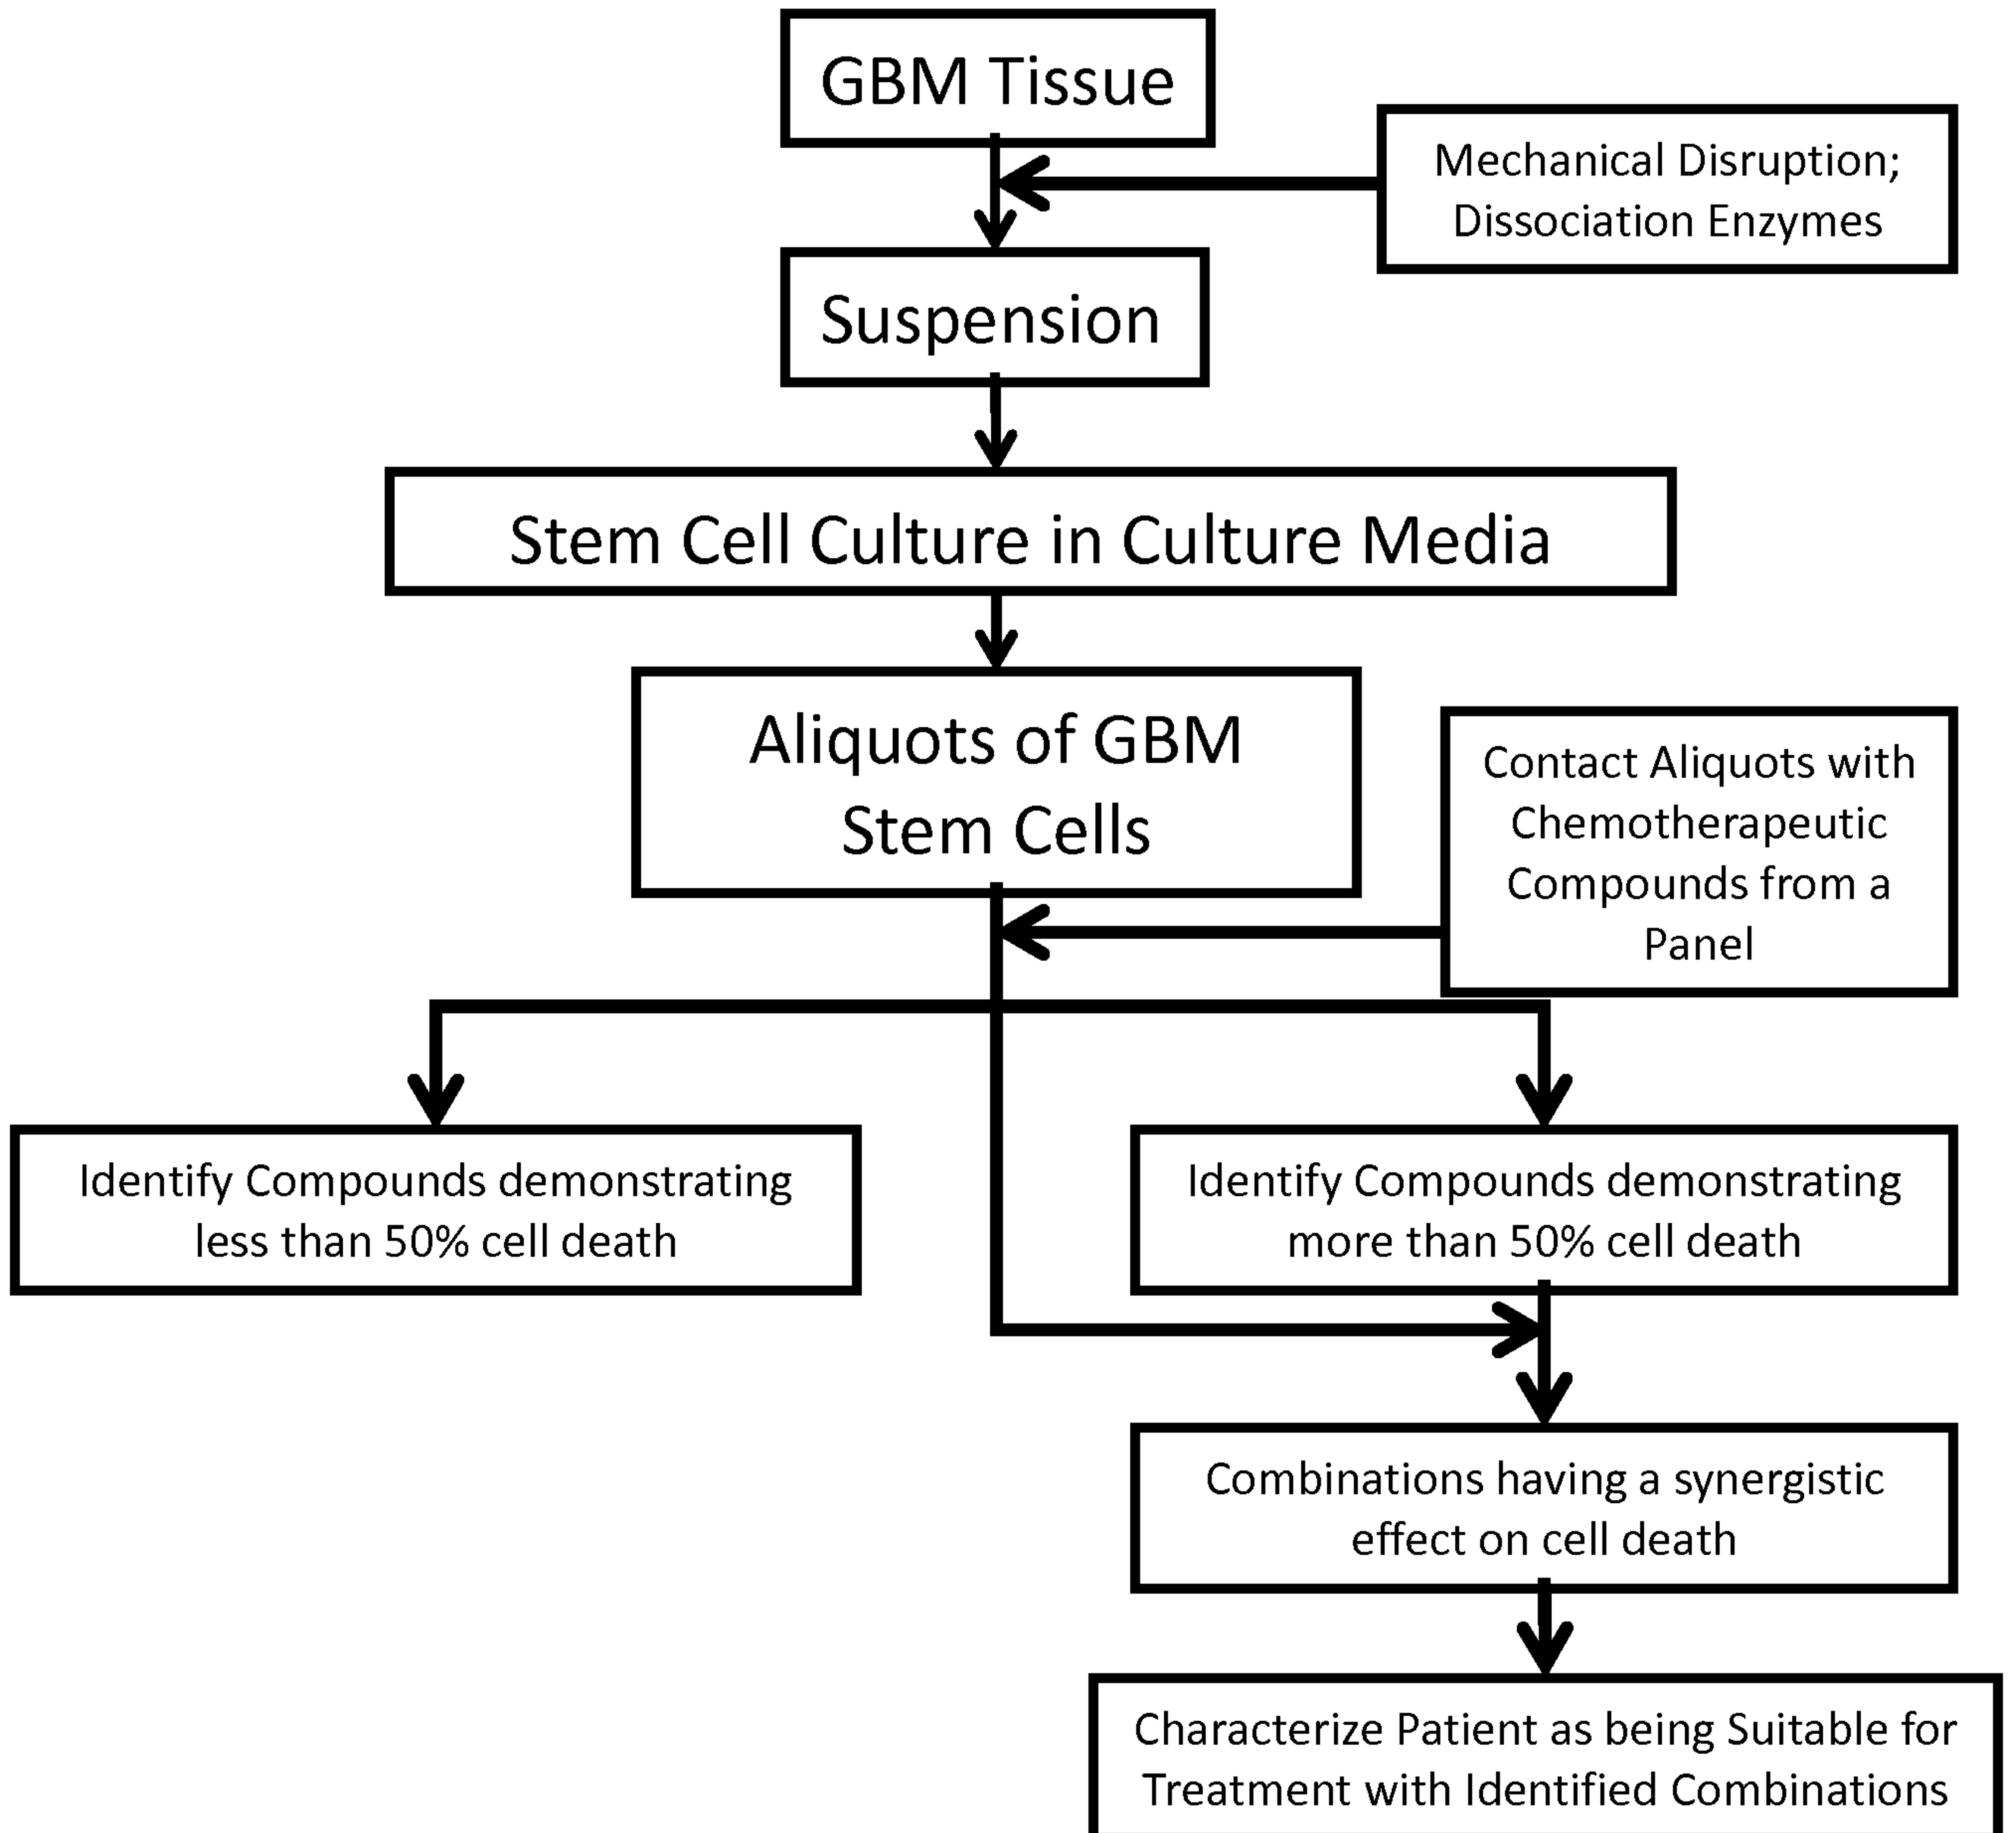 GBM Tissue
Mechanical Disruption;
Dissociation Enzymes
Suspension
Stem Cell Culture in Culture Media
Aliquots of GBM
Stem Cells
Contact Aliquots with
Chemotherapeutic
Compounds from a
Panel
Identify Compounds demonstrating
less than 50% cell death
Identify Compounds demonstrating
more than 50% cell death
Combinations having a synergistic
effect on cell death
Characterize Patient as being Suitable for
Treatment with Identified Combinations